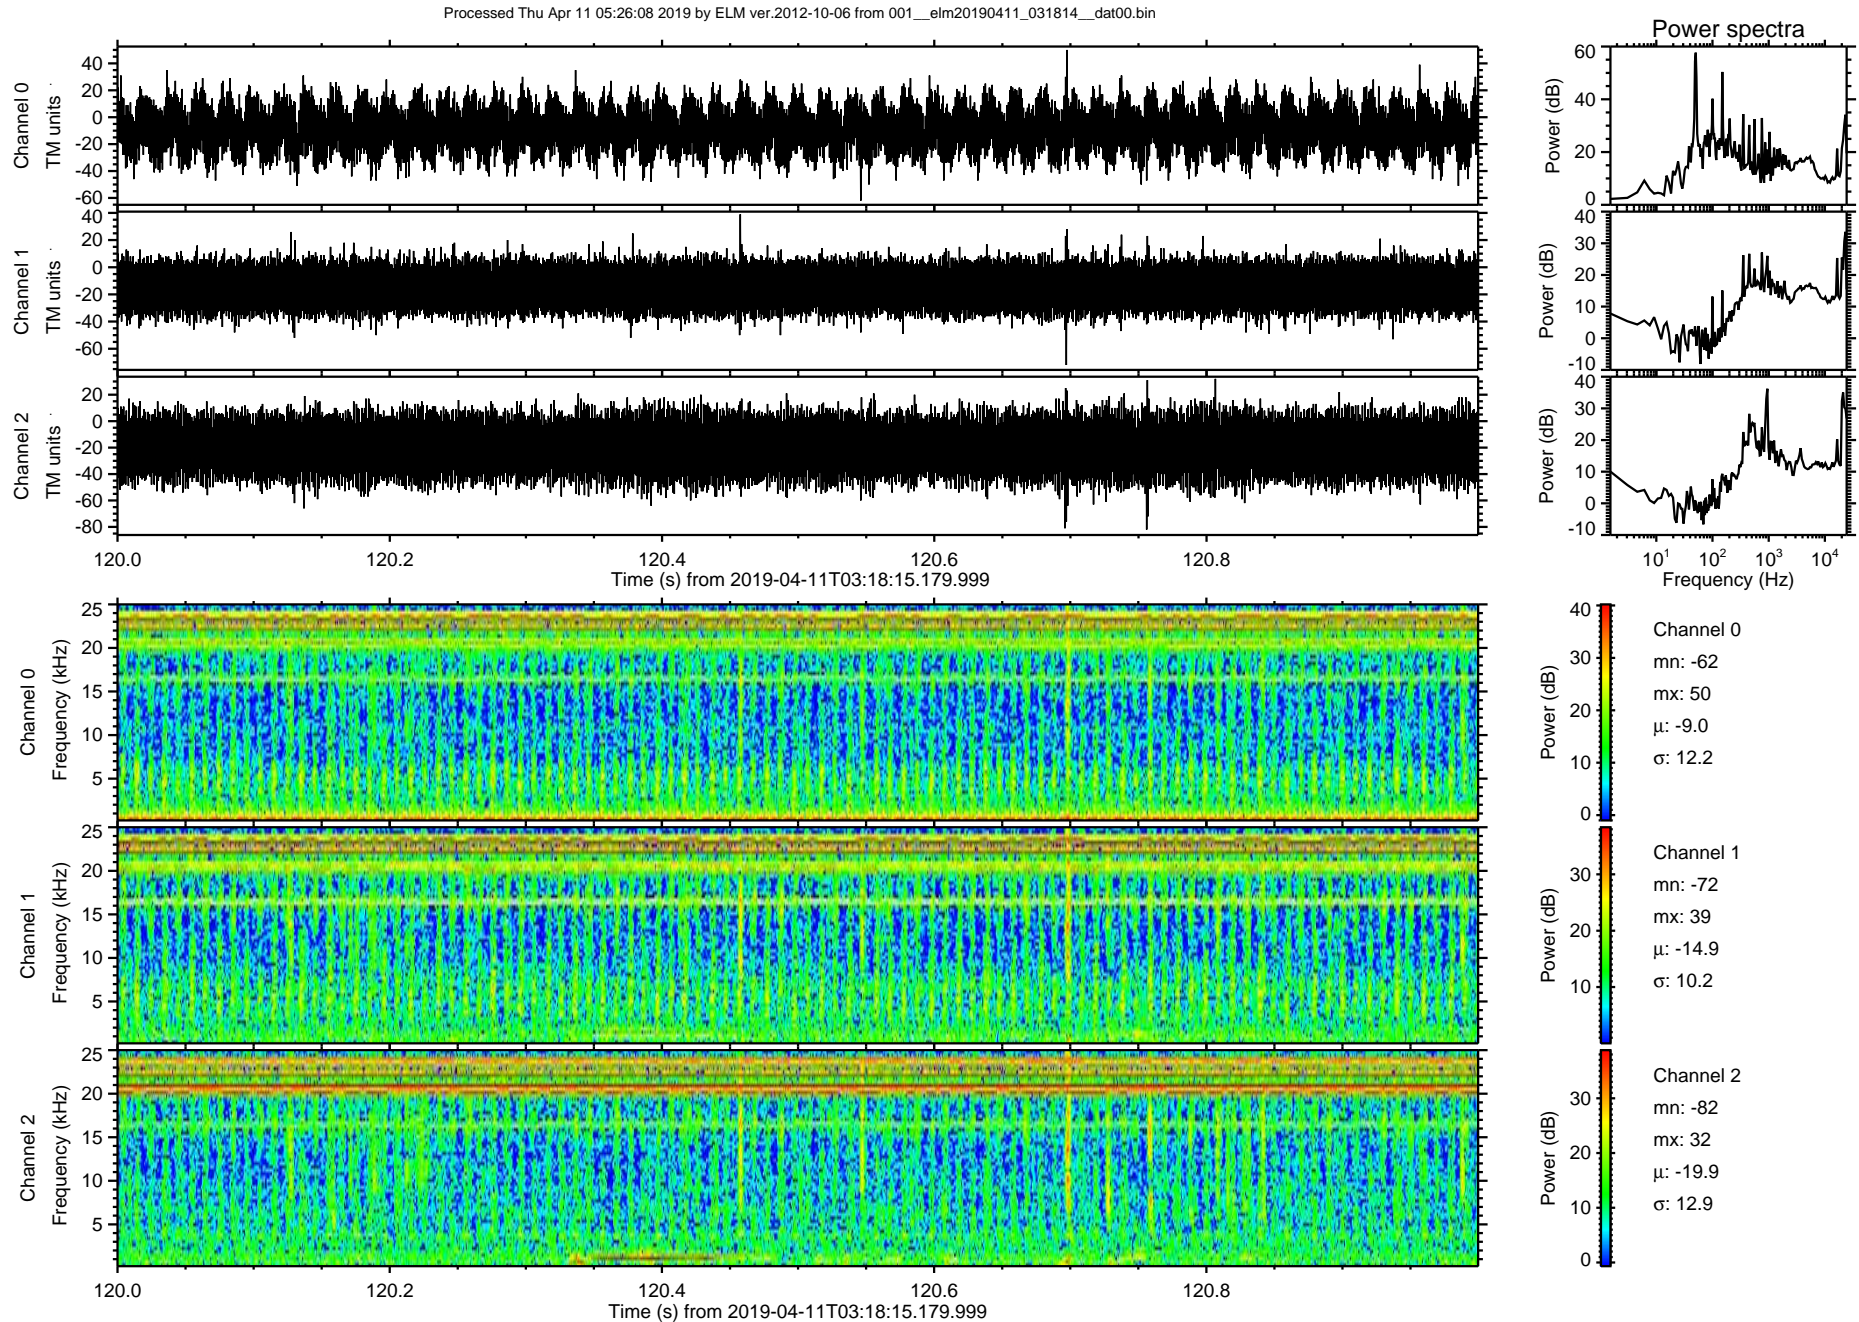 Processed Thu Apr 11 05:26:08 2019 by ELM ver.2012-10-06 from 001__elm20190411_031814__dat00.bin
Power spectra
Channel 0
TM units
40
20
0
-20
-40
-60
Power (dB)
60
40
20
0
Channel 1
TM units
40
20
0
-20
-40
-60
Power (dB)
40
30
20
10
0
-10
Channel 2
TM units
20
0
-20
-40
-60
-80
Power (dB)
40
30
20
10
0
-10
120.0 120.2 120.4 120.6 120.8
Time (s) from 2019-04-11T03:18:15.179.999
10¹ 10² 10³ 10⁴
Frequency (Hz)
Channel 0
Frequency (kHz)
25
20
15
10
5
Power (dB)
40
30
20
10
0
Channel 0
mn: -62
mx: 50
μ: -9.0
σ: 12.2
Channel 1
Frequency (kHz)
25
20
15
10
5
Power (dB)
30
20
10
Channel 1
mn: -72
mx: 39
μ: -14.9
σ: 10.2
Channel 2
Frequency (kHz)
25
20
15
10
5
Power (dB)
30
20
10
0
Channel 2
mn: -82
mx: 32
μ: -19.9
σ: 12.9
120.0 120.2 120.4 120.6 120.8
Time (s) from 2019-04-11T03:18:15.179.999